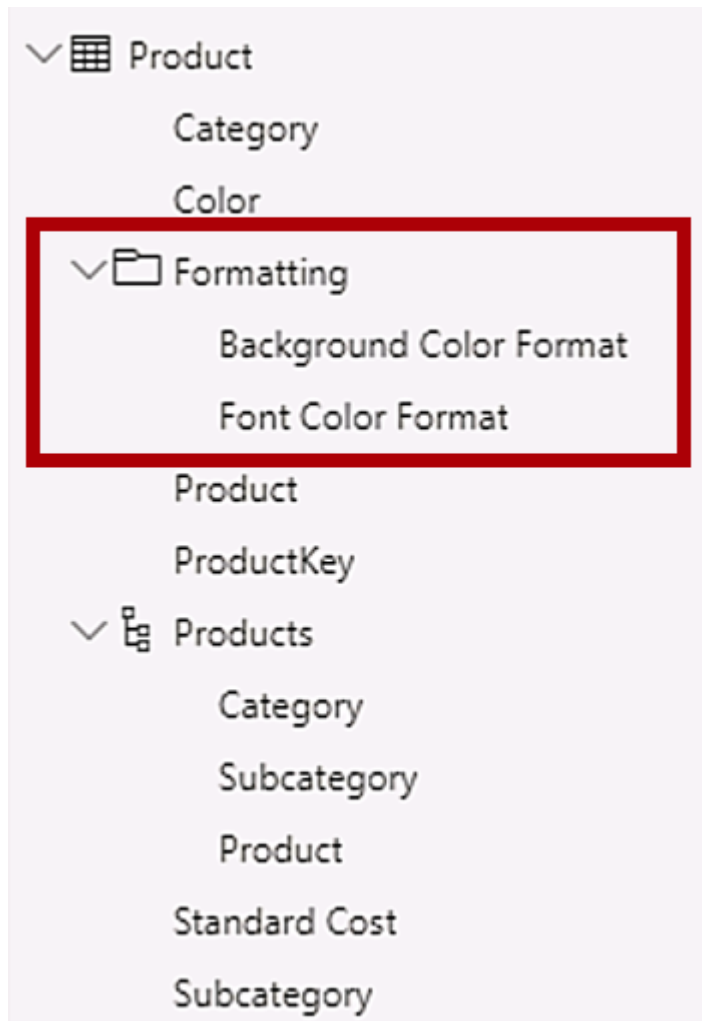 Product
Category
Color
Formatting
Background Color Format
Font Color Format
Product
ProductKey
Products
Category
Subcategory
Product
Standard Cost
Subcategory